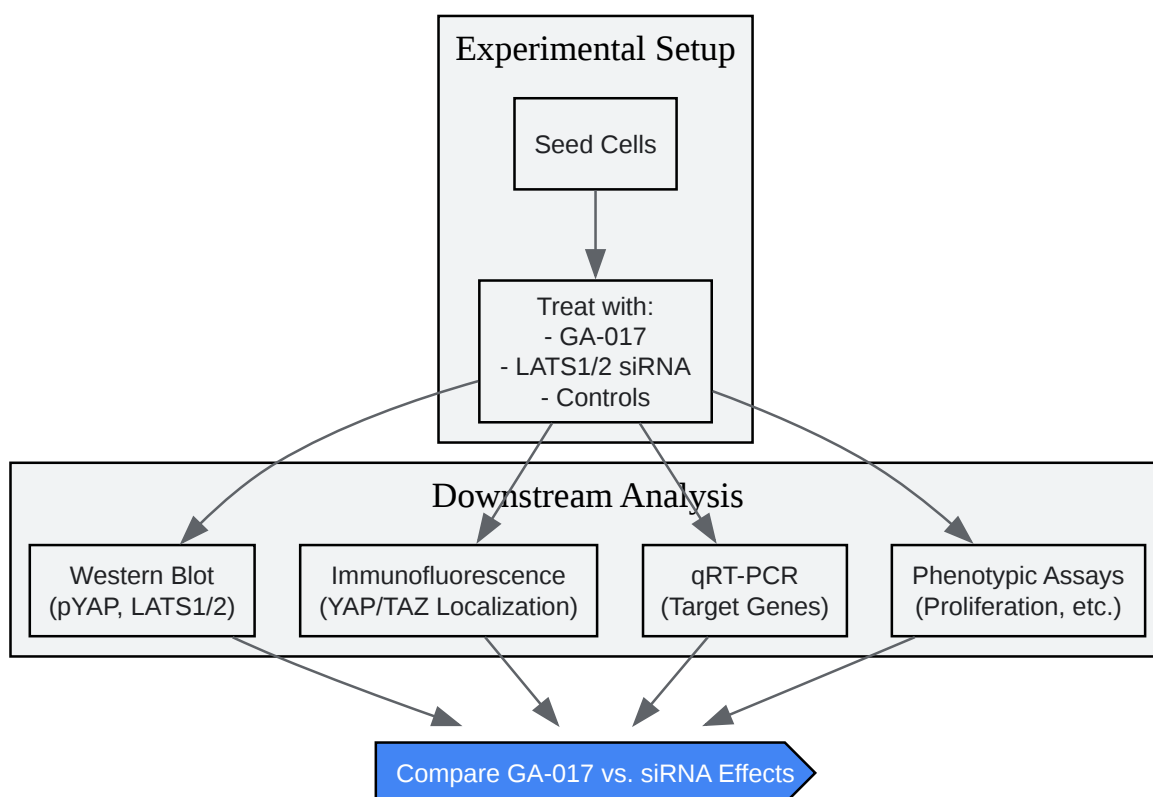 Experimental Setup
Seed Cells
Treat with:
- GA-017
- LATS1/2 siRNA
- Controls
Downstream Analysis
Western Blot
(pYAP, LATS1/2)
Immunofluorescence
(YAP/TAZ Localization)
qRT-PCR
(Target Genes)
Phenotypic Assays
(Proliferation, etc.)
Compare GA-017 vs. siRNA Effects